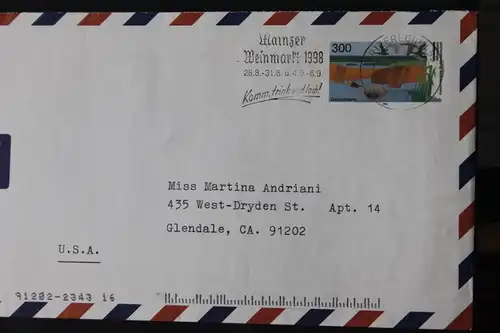 Mainzer
Weinmarkt 1998
28.8.-31.8. u. 4.9.-6.9.
Komm, trink und lach!
300
Miss Martina Andriani
435 West-Dryden St. Apt. 14
Glendale, CA. 91202
U.S.A.
91202-2343 16